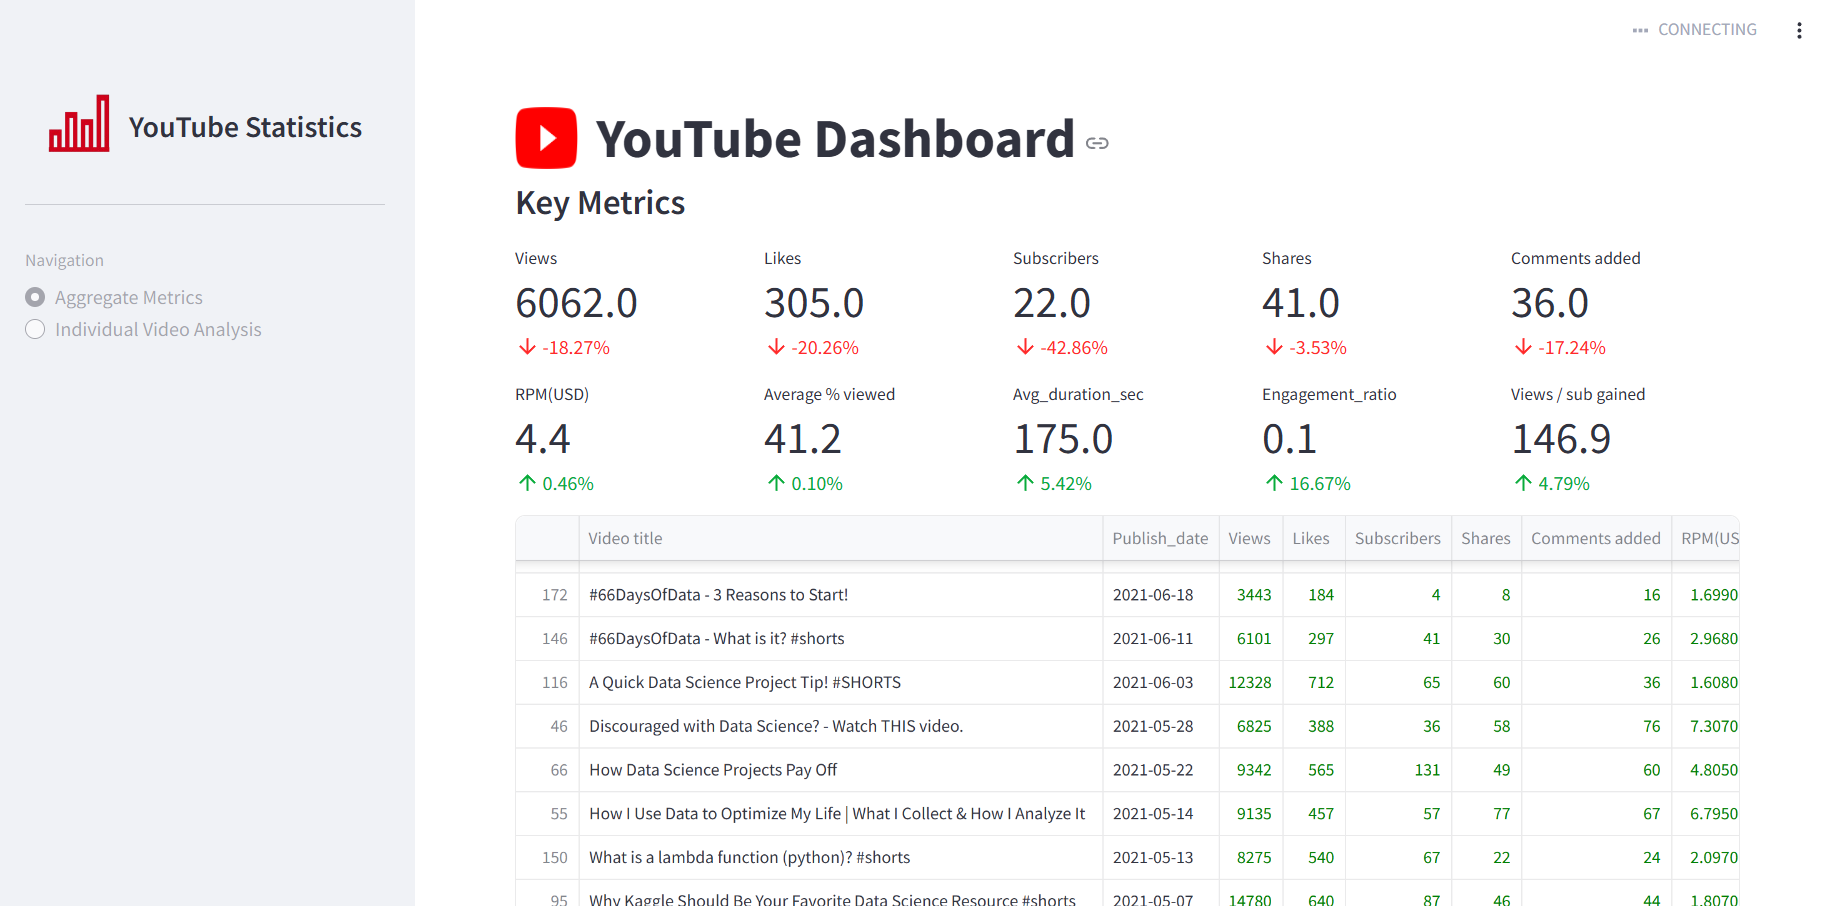 CONNECTING
YouTube Statistics
Navigation
Aggregate Metrics
Individual Video Analysis
YouTube Dashboard
Key Metrics
Views Likes Subscribers Shares Comments added
6062.0 305.0 22.0 41.0 36.0
-18.27% -20.26% -42.86% -3.53% -17.24%
RPM(USD) Average % viewed Avg_duration_sec Engagement_ratio Views / sub gained
4.4 41.2 175.0 0.1 146.9
0.46% 0.10% 5.42% 16.67% 4.79%
Video title Publish_date Views Likes Subscribers Shares Comments added RPM(US
172 #66DaysOfData - 3 Reasons to Start! 2021-06-18 3443 184 4 8 16 1.6990
146 #66DaysOfData - What is it? #shorts 2021-06-11 6101 297 41 30 26 2.9680
116 A Quick Data Science Project Tip! #SHORTS 2021-06-03 12328 712 65 60 36 1.6080
46 Discouraged with Data Science? - Watch THIS video. 2021-05-28 6825 388 36 58 76 7.3070
66 How Data Science Projects Pay Off 2021-05-22 9342 565 131 49 60 4.8050
55 How I Use Data to Optimize My Life | What I Collect & How I Analyze It 2021-05-14 9135 457 57 77 67 6.7950
150 What is a lambda function (python)? #shorts 2021-05-13 8275 540 67 22 24 2.0970
95 Why Kaggle Should Be Your Favorite Data Science Resource #shorts 2021-05-07 14780 640 87 46 44 1.8070